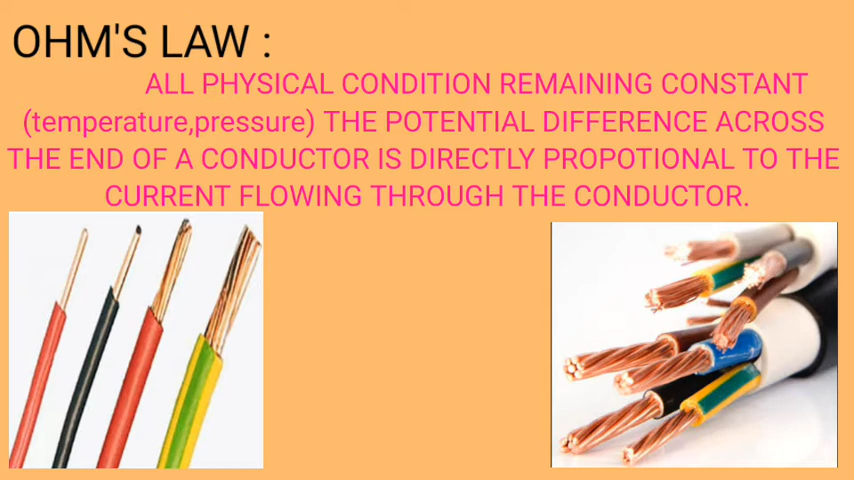 OHM'S LAW :
ALL PHYSICAL CONDITION REMAINING CONSTANT
(temperature,pressure) THE POTENTIAL DIFFERENCE ACROSS
THE END OF A CONDUCTOR IS DIRECTLY PROPOTIONAL TO THE
CURRENT FLOWING THROUGH THE CONDUCTOR.